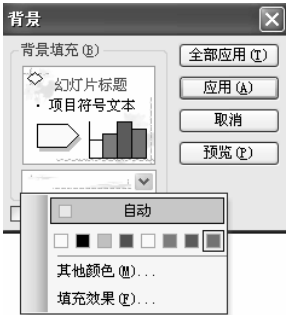 背景
背景填充(B)
全部应用(T)
幻灯片标题
应用(A)
· 项目符号文本
取消
预览(P)
自动
其他颜色(M)...
填充效果(F)...